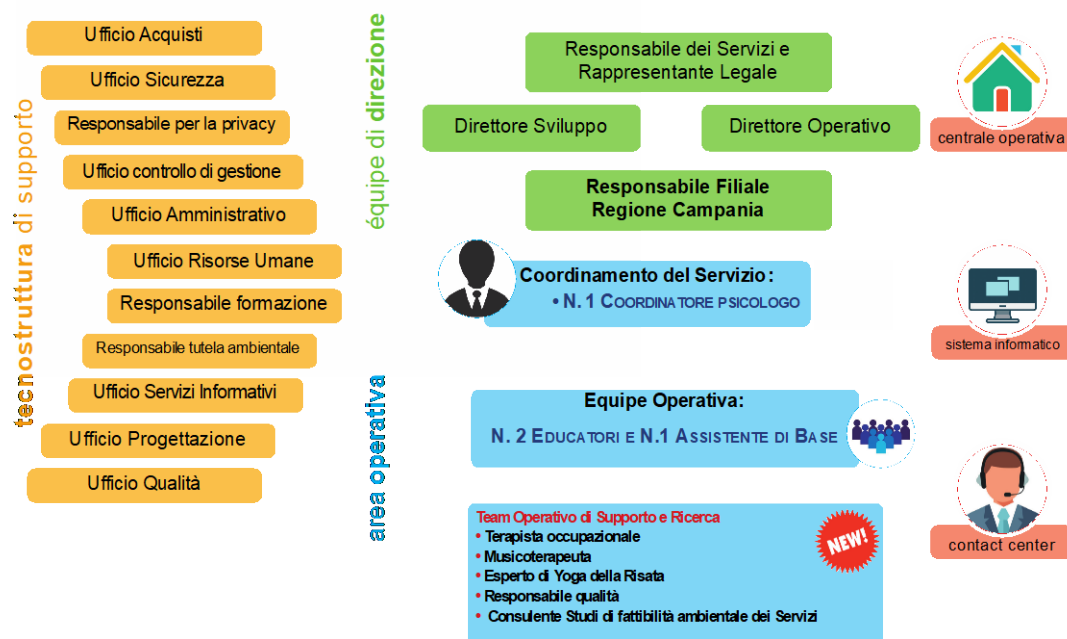 tecnostruttura di supporto
Ufficio Acquisti
Ufficio Sicurezza
Responsabile per la privacy
Ufficio controllo di gestione
Ufficio Amministrativo
Ufficio Risorse Umane
Responsabile formazione
Responsabile tutela ambientale
Ufficio Servizi Informativi
Ufficio Progettazione
Ufficio Qualità
équipe di direzione
Responsabile dei Servizi e
Rappresentante Legale
Direttore Sviluppo
Direttore Operativo
Responsabile Filiale
Regione Campania
area operativa
Coordinamento del Servizio:
• N. 1 COORDINATORE PSICOLOGO
Equipe Operativa:
N. 2 EDUCATORI E N.1 ASSISTENTE DI BASE
Team Operativo di Supporto e Ricerca
• Terapista occupazionale
• Musicoterapeuta
• Esperto di Yoga della Risata
• Responsabile qualità
• Consulente Studi di fattibilità ambientale dei Servizi
NEW!
centrale operativa
sistema informatico
contact center